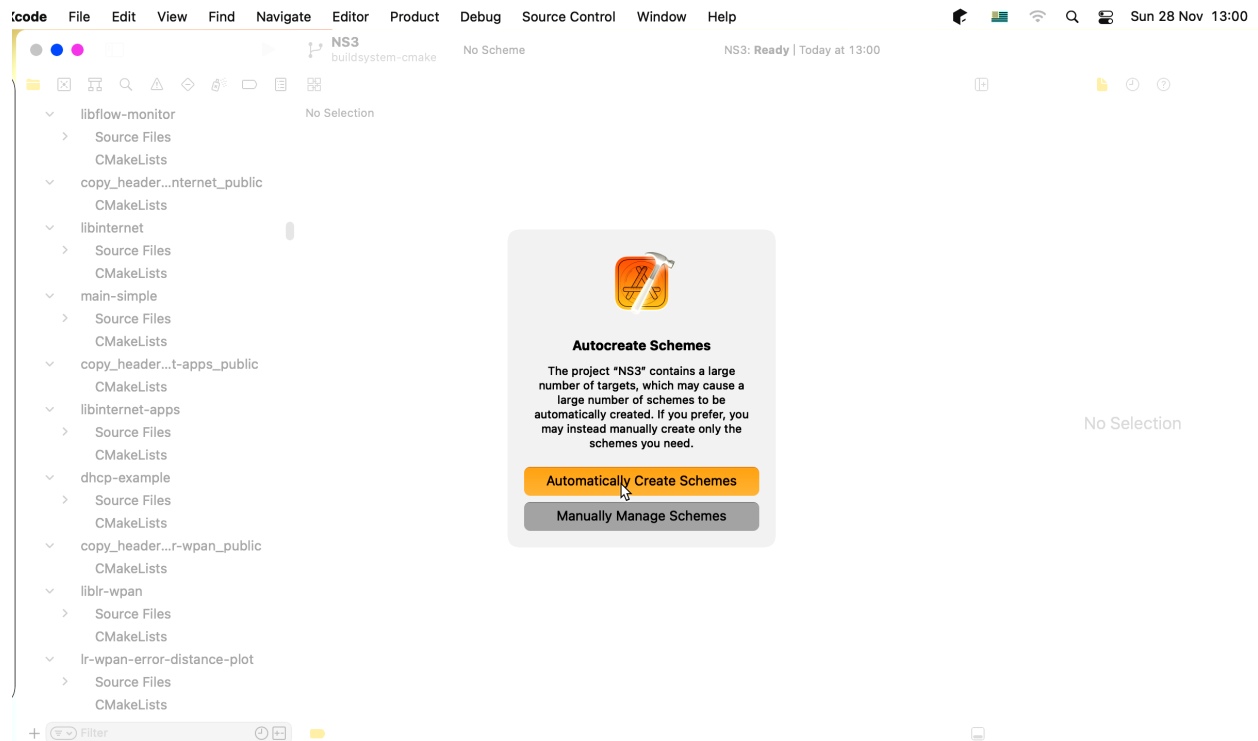 Xcode File Edit View Find Navigate Editor Product Debug Source Control Window Help Sun 28 Nov 13:00
NS3
buildsystem-cmake
No Scheme
NS3: Ready | Today at 13:00
No Selection
libflow-monitor
Source Files
CMakeLists
copy_header...nternet_public
CMakeLists
libinternet
Source Files
CMakeLists
main-simple
Source Files
CMakeLists
copy_header...t-apps_public
CMakeLists
libinternet-apps
Source Files
CMakeLists
dhcp-example
Source Files
CMakeLists
copy_header...r-wpan_public
CMakeLists
liblr-wpan
Source Files
CMakeLists
lr-wpan-error-distance-plot
Source Files
CMakeLists
Filter
Autocreate Schemes
The project “NS3” contains a large
number of targets, which may cause a
large number of schemes to be
automatically created. If you prefer, you
may instead manually create only the
schemes you need.
Automatically Create Schemes
Manually Manage Schemes
No Selection